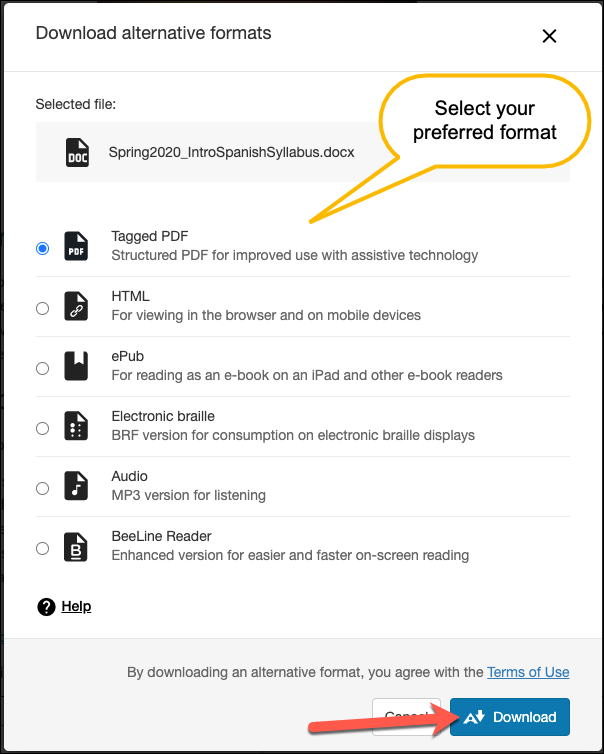 Download alternative formats
Selected file:
Select your
preferred format
DOC
Spring2020_IntroSpanishSyllabus.docx
PDF
Tagged PDF
Structured PDF for improved use with assistive technology
HTML
For viewing in the browser and on mobile devices
ePub
For reading as an e-book on an iPad and other e-book readers
Electronic braille
BRF version for consumption on electronic braille displays
Audio
MP3 version for listening
B
BeeLine Reader
Enhanced version for easier and faster on-screen reading
? Help
By downloading an alternative format, you agree with the Terms of Use
Cancel
A Download